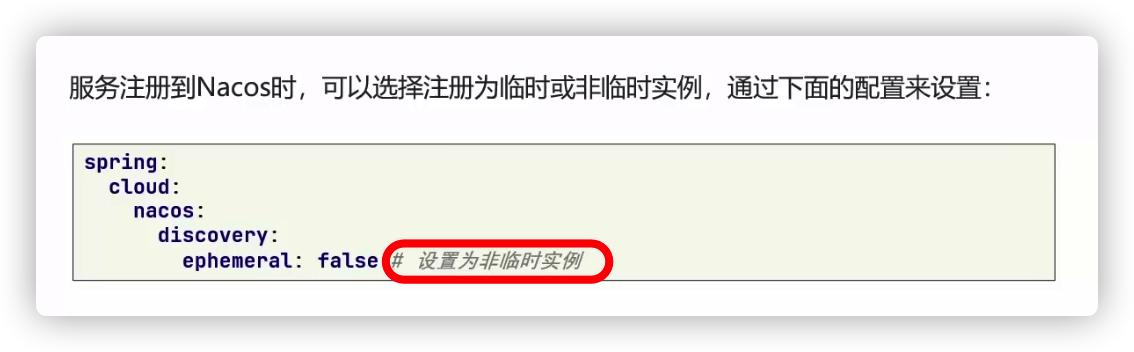 服务注册到Nacos时，可以选择注册为临时或非临时实例，通过下面的配置来设置：
spring:
  cloud:
    nacos:
      discovery:
        ephemeral: false # 设置为非临时实例